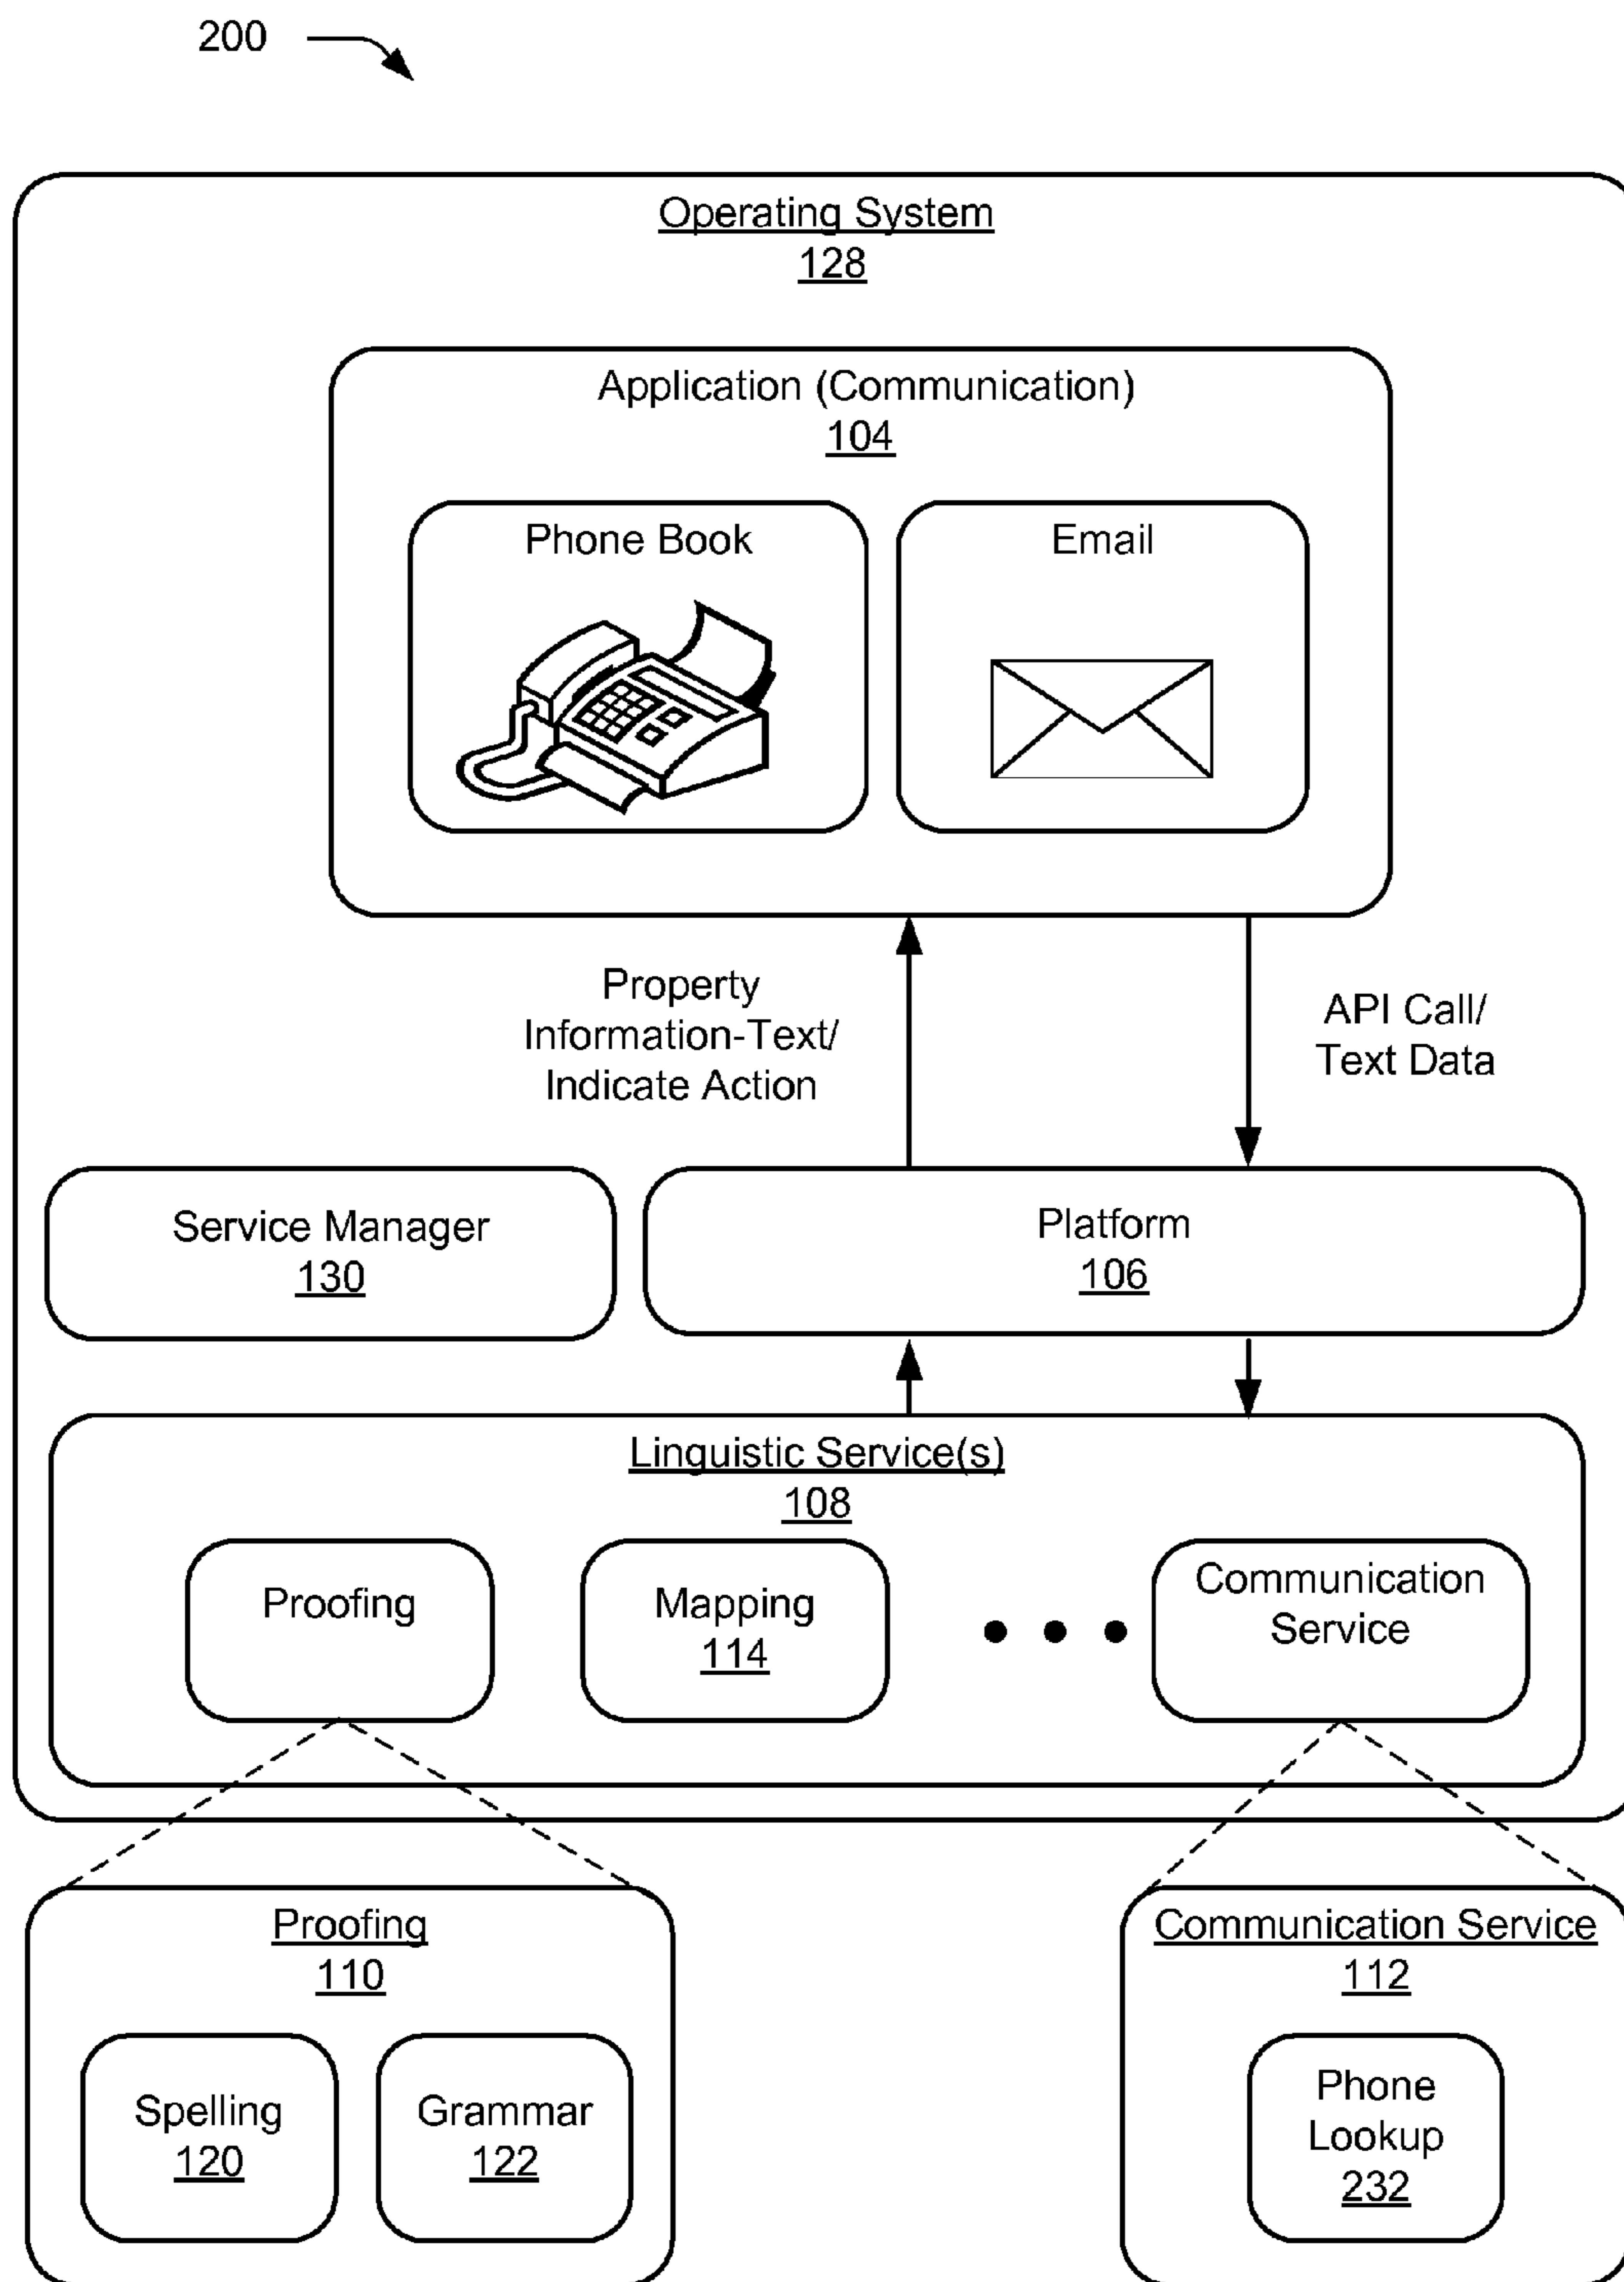 200
Operating System
128
Application (Communication)
104
Phone Book
Email
Property
Information-Text/
Indicate Action
API Call/
Text Data
Service Manager
130
Platform
106
Linguistic Service(s)
108
Proofing
Mapping
114
Communication
Service
Proofing
110
Spelling
120
Grammar
122
Communication Service
112
Phone
Lookup
232